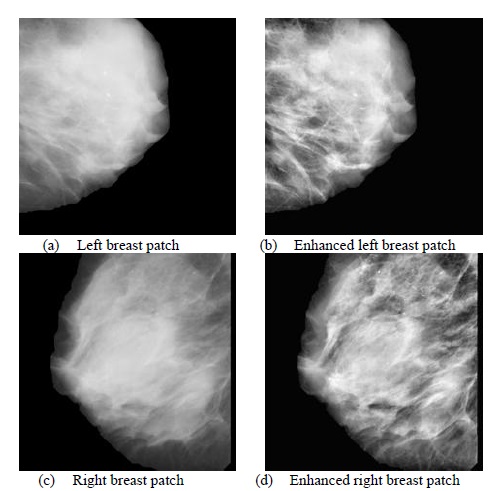 (a) Left breast patch
(b) Enhanced left breast patch
(c) Right breast patch
(d) Enhanced right breast patch